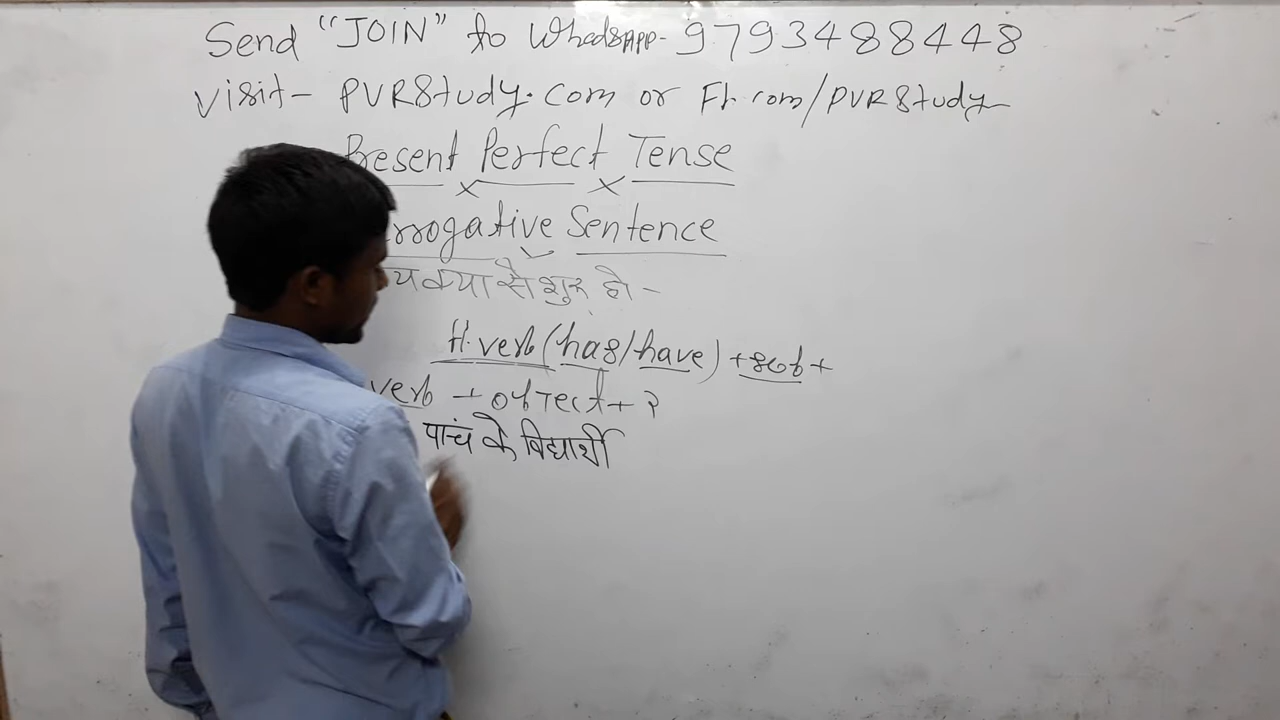 Send "JOIN" to WhatsApp- 9793488448
Visit- PVRStudy.com or Fb.com/PVRStudy
Present Perfect Tense
rrogative Sentence
य क्या से शुरू हो -
H.verb (has/have) + sub +
verb + object + ?
पांच के विद्यार्थी